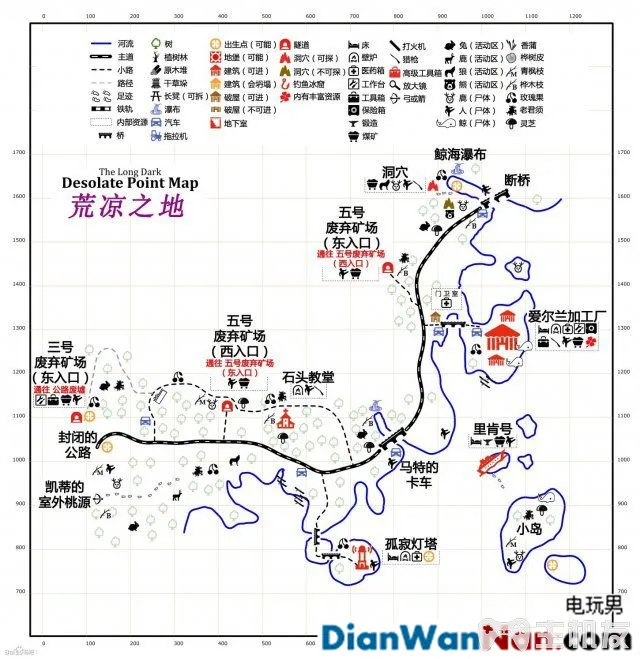 河流
主道
小路
路径
足迹
铁轨
内部资源
桥
树
植树林
原木堆
干草垛
长凳（可拆）
瀑布
汽车
拖拉机
出生点（可能）
地堡（可能）
建筑（可进）
建筑（会坍塌）
破屋（可进）
破屋（不可进）
地下室
隧道
洞穴（可探）
洞穴（不可探）
钓鱼冰窟
内有丰富资源
床
壁炉
医药箱
工作台
工具箱
保险箱
锻造
煤矿
打火机
猎枪
高级工具箱
放大镜
弓或箭
兔（活动区）
鹿（活动区）
狼（活动区）
熊（活动区）
鹿（尸体）
人（尸体）
鲸（尸体）
香蒲
桦树皮
青枫枝
桦木枝
玫瑰果
老君须
灵芝
The Long Dark
Desolate Point Map
荒凉之地
鲸海瀑布
洞穴
断桥
五号
废弃矿场
（东入口）
通往 五号废弃矿场
（西入口）
门卫室
爱尔兰加工厂
三号
废弃矿场
（东入口）
通往 公路废墟
五号
废弃矿场
（西入口）
通往 五号废弃矿场
（东入口）
石头教堂
封闭的
公路
里肯号
马特的
卡车
凯蒂的
室外桃源
小岛
孤寂灯塔
1700
1600
1500
1400
1300
1200
1100
1000
900
800
700
1700
1600
1500
1400
1300
1200
1100
1000
900
800
700
0
100
200
300
400
500
600
1200
电玩男
DianWanNan.com